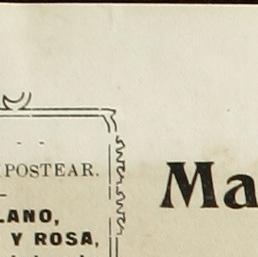 POSTEAR.
LANO,
Y ROSA,
Ma